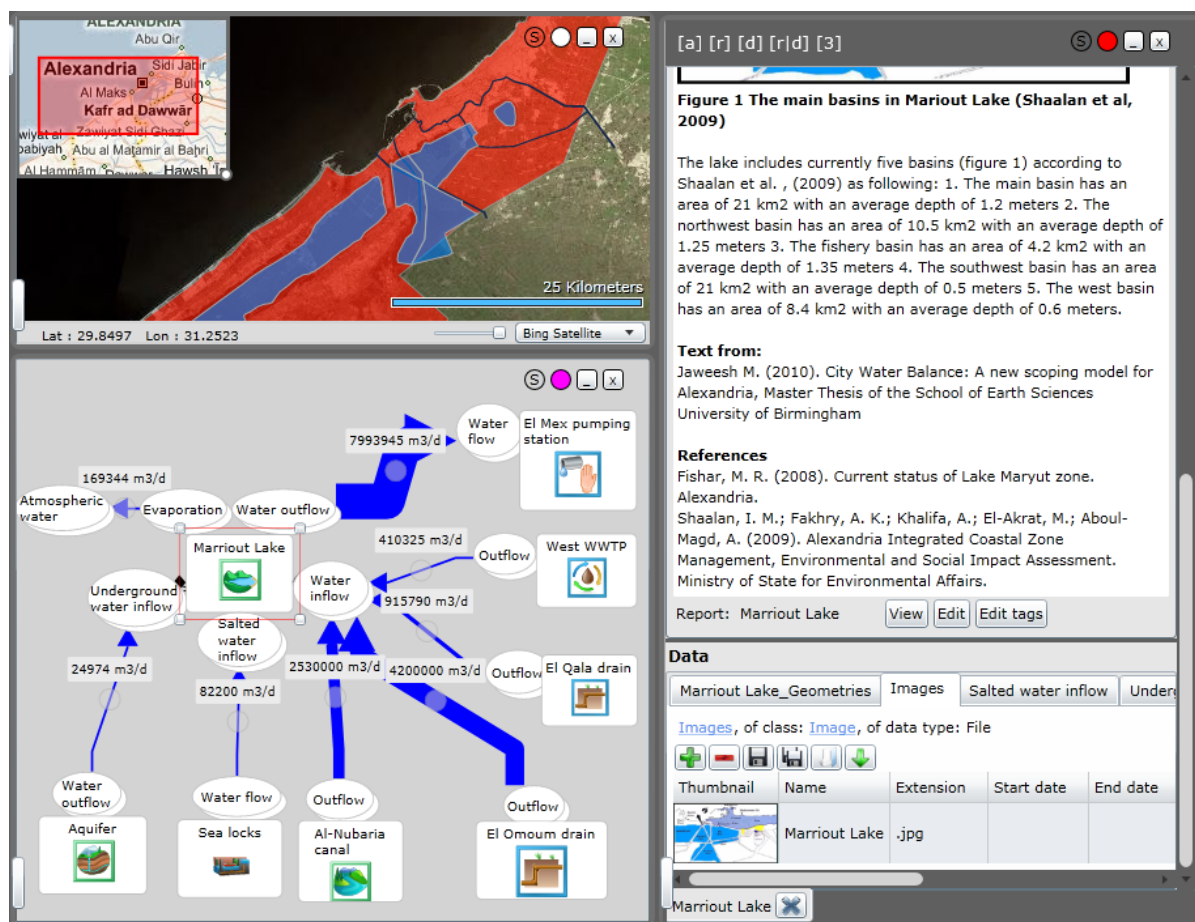 ALEXANDRIA
Abu Qir
Alexandria
Sidi Jabir
Al Maks
Bulin
Kafr ad Dawwār
Zawiyat Sidi Ghazi
Abu al Matamir al Bahri
Al Hammām
Hawsh 'Ī
S
_ x
25 Kilometers
Lat : 29.8497 Lon : 31.2523
Bing Satellite
S
_ x
Water flow
El Mex pumping station
7993945 m3/d
169344 m3/d
Atmospheric water
Evaporation
Water outflow
Marriout Lake
410325 m3/d
Outflow
West WWTP
Underground water inflow
Water inflow
915790 m3/d
Salted water inflow
24974 m3/d
2530000 m3/d
4200000 m3/d
Outflow
El Qala drain
82200 m3/d
Water outflow
Water flow
Outflow
Outflow
Aquifer
Sea locks
Al-Nubaria canal
El Omoum drain
[a] [r] [d] [r|d] [3]
S
_ x
Figure 1 The main basins in Mariout Lake (Shaalan et al,
2009)
The lake includes currently five basins (figure 1) according to
Shaalan et al. , (2009) as following: 1. The main basin has an
area of 21 km2 with an average depth of 1.2 meters 2. The
northwest basin has an area of 10.5 km2 with an average depth of
1.25 meters 3. The fishery basin has an area of 4.2 km2 with an
average depth of 1.35 meters 4. The southwest basin has an area
of 21 km2 with an average depth of 0.5 meters 5. The west basin
has an area of 8.4 km2 with an average depth of 0.6 meters.
Text from:
Jaweesh M. (2010). City Water Balance: A new scoping model for
Alexandria, Master Thesis of the School of Earth Sciences
University of Birmingham
References
Fishar, M. R. (2008). Current status of Lake Maryut zone.
Alexandria.
Shaalan, I. M.; Fakhry, A. K.; Khalifa, A.; El-Akrat, M.; Aboul-
Magd, A. (2009). Alexandria Integrated Coastal Zone
Management, Environmental and Social Impact Assessment.
Ministry of State for Environmental Affairs.
Report: Marriout Lake View Edit Edit tags
Data
Marriout Lake_Geometries Images Salted water inflow Underg
Images, of class: Image, of data type: File
Thumbnail Name Extension Start date End date
Marriout Lake .jpg
Marriout Lake